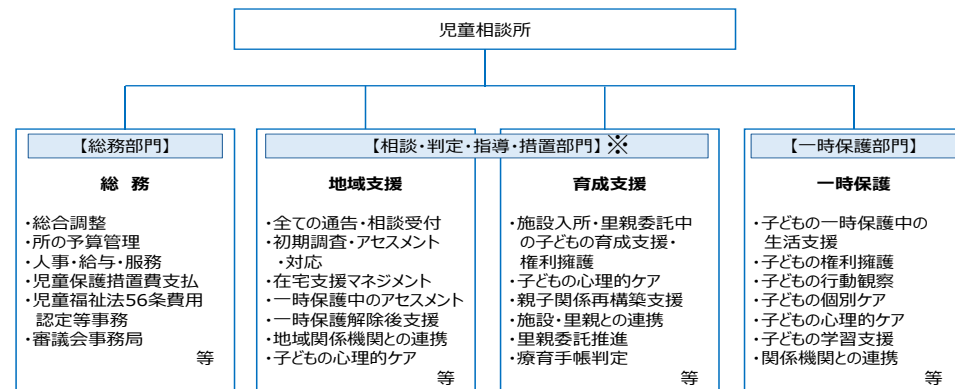 児童相談所
【総務部門】
総 務
・総合調整
・所の予算管理
・人事・給与・服務
・児童保護措置費支払
・児童福祉法56条費用
認定等事務
・審議会事務局
等
【相談・判定・指導・措置部門】※
地域支援
・全ての通告・相談受付
・初期調査・アセスメント
・対応
・在宅支援マネジメント
・一時保護中のアセスメント
・一時保護解除後支援
・地域関係機関との連携
・子どもの心理的ケア
等
育成支援
・施設入所・里親委託中
の子どもの育成支援・
権利擁護
・子どもの心理的ケア
・親子関係再構築支援
・施設・里親との連携
・里親委託推進
・療育手帳判定
等
【一時保護部門】
一時保護
・子どもの一時保護中の
生活支援
・子どもの権利擁護
・子どもの行動観察
・子どもの個別ケア
・子どもの心理的ケア
・子どもの学習支援
・関係機関との連携
等